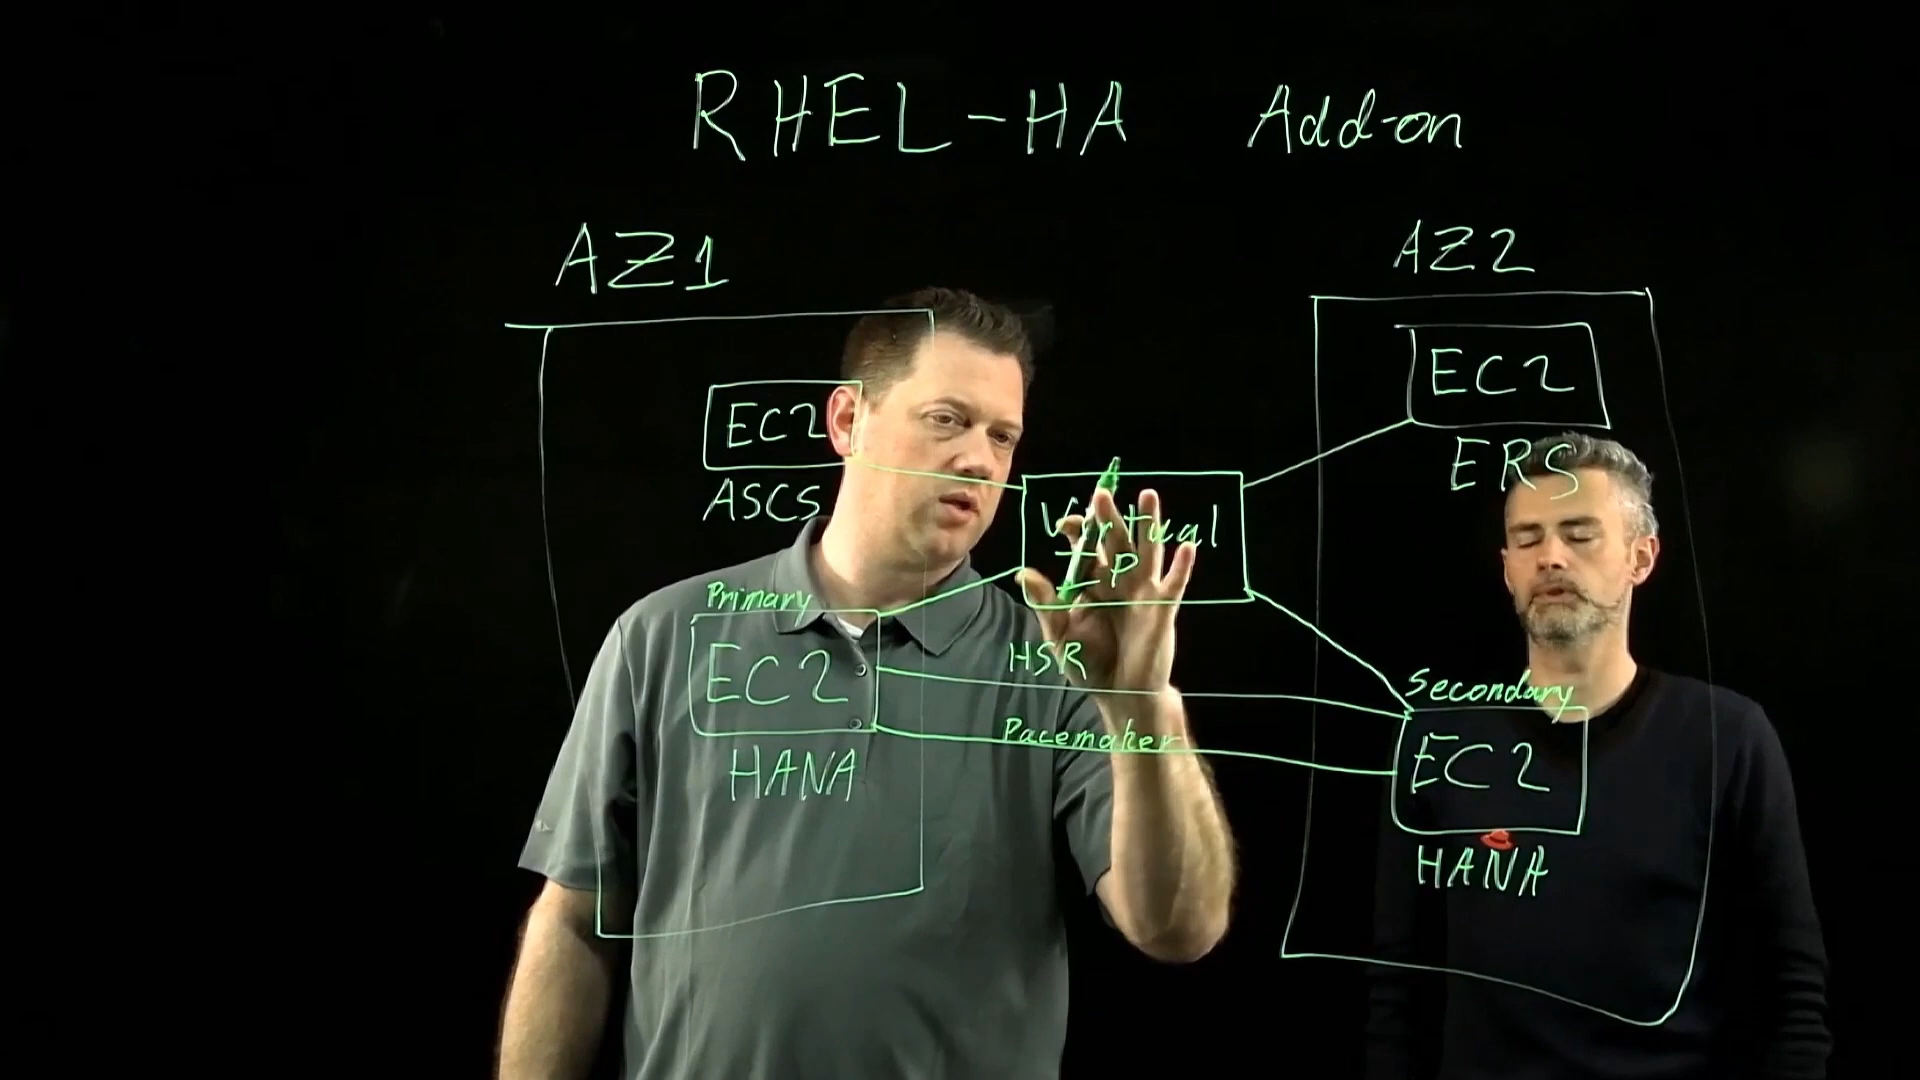 RHEL-HA Add-on
AZ1
AZ2
EC2
ASCS
EC2
ERS
Virtual
IP
Primary
EC2
HANA
HSR
Pacemaker
Secondary
EC2
HANA